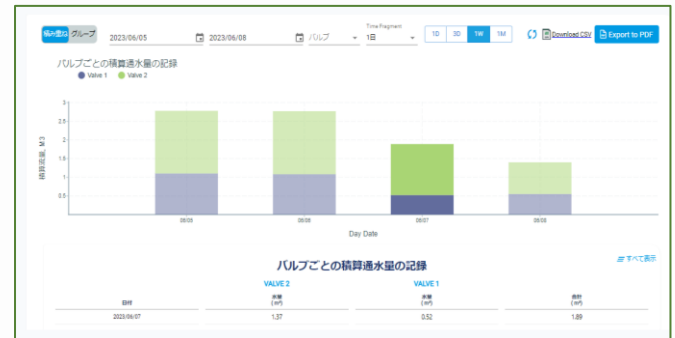 積み重ね グループ 2023/06/05 2023/06/08 バルブ Time Fragment 1日 1D 3D 1W 1M Download CSV Export to PDF
バルブごとの積算通水量の記録
Valve 1 Valve 2
積算流量, M3
3
2.5
2
1.5
1
0.5
06/05 06/06 06/07 06/08
Day Date
バルブごとの積算通水量の記録
すべて表示
VALVE 2 VALVE 1
日付 水量 (m³) 水量 (m³) 合計 (m³)
2023/06/07 1.37 0.52 1.89